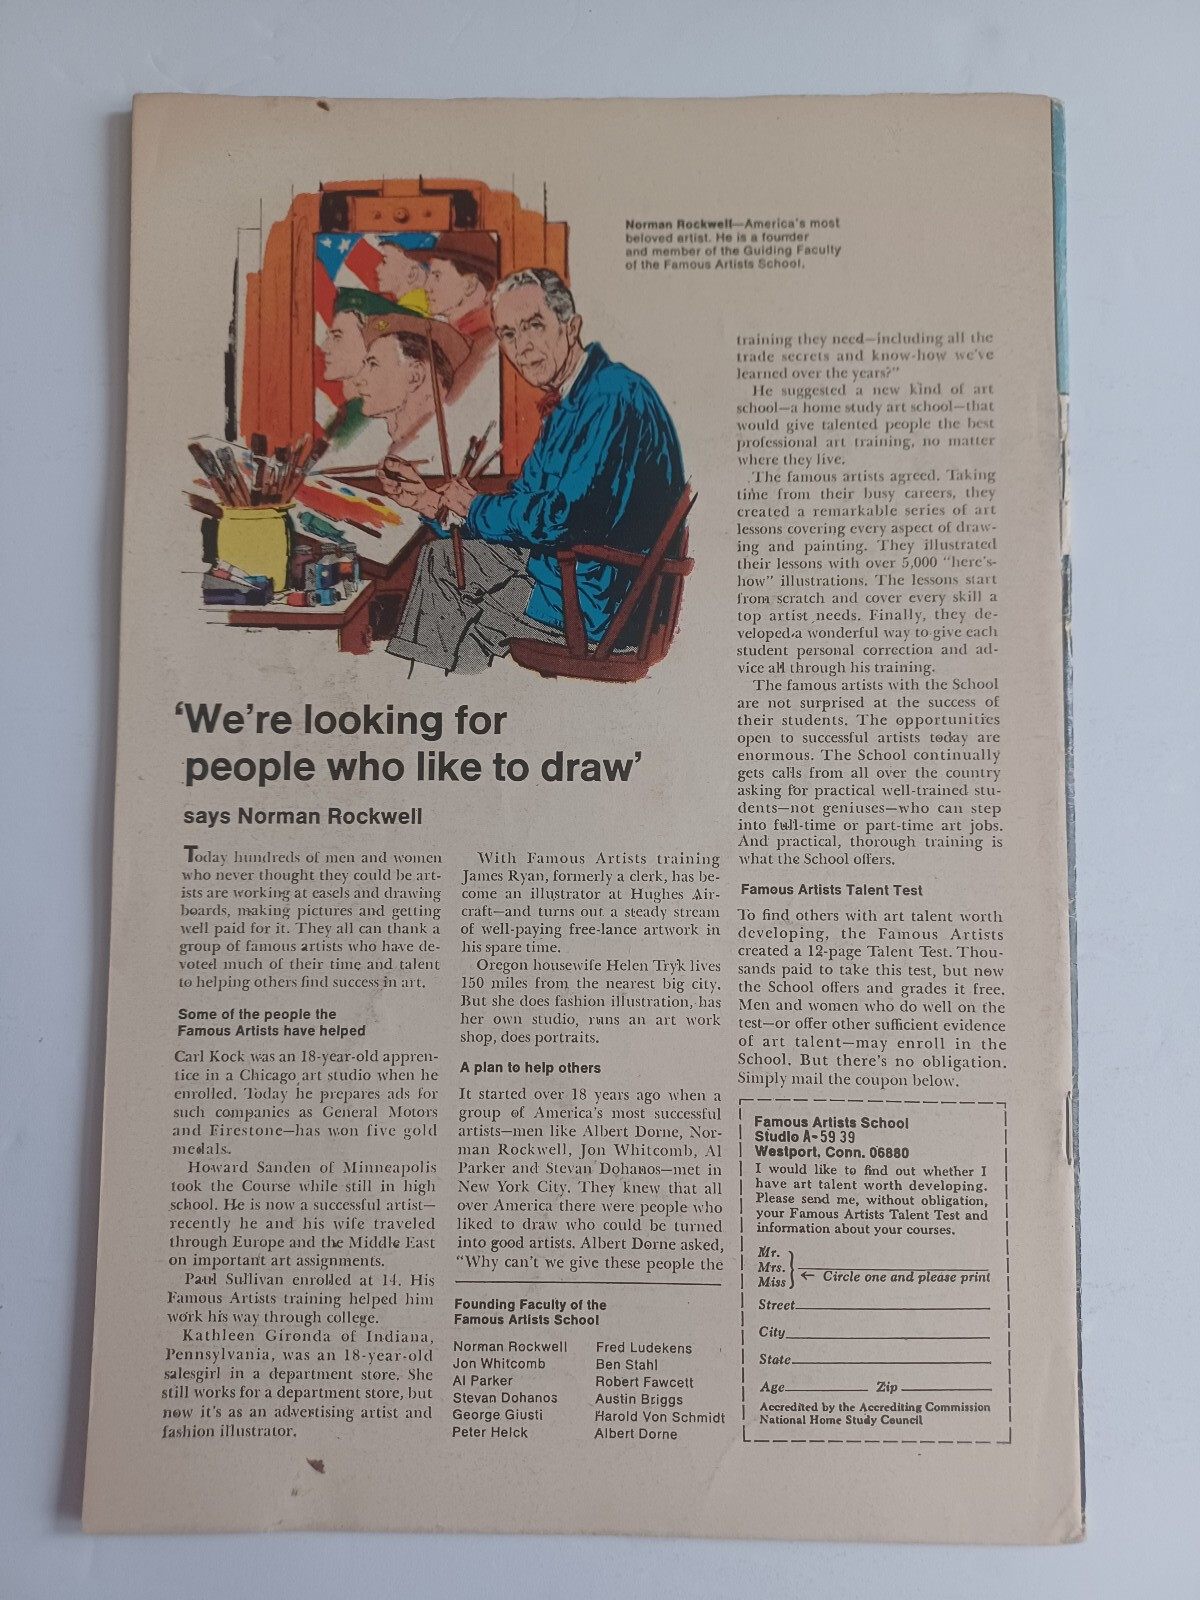 Norman Rockwell—America's most
beloved artist. He is a founder
and member of the Guiding Faculty
of the Famous Artists School.
'We're looking for
people who like to draw'
says Norman Rockwell
Today hundreds of men and women
who never thought they could be art-
ists are working at easels and drawing
boards, making pictures and getting
well paid for it. They all can thank a
group of famous artists who have de-
voted much of their time and talent
to helping others find success in art.
Some of the people the
Famous Artists have helped
Carl Kock was an 18-year-old appren-
tice in a Chicago art studio when he
enrolled. Today he prepares ads for
such companies as General Motors
and Firestone—has won five gold
medals.
Howard Sanden of Minneapolis
took the Course while still in high
school. He is now a successful artist—
recently he and his wife traveled
through Europe and the Middle East
on important art assignments.
Paul Sullivan enrolled at 14. His
Famous Artists training helped him
work his way through college.
Kathleen Gironda of Indiana,
Pennsylvania, was an 18-year-old
salesgirl in a department store. She
still works for a department store, but
now it's as an advertising artist and
fashion illustrator.
With Famous Artists training
James Ryan, formerly a clerk, has be-
come an illustrator at Hughes Air-
craft—and turns out a steady stream
of well-paying free-lance artwork in
his spare time.
Oregon housewife Helen Tryk lives
150 miles from the nearest big city.
But she does fashion illustration, has
her own studio, runs an art work
shop, does portraits.
A plan to help others
It started over 18 years ago when a
group of America's most successful
artists—men like Albert Dorne, Nor-
man Rockwell, Jon Whitcomb, Al
Parker and Stevan Dohanos—met in
New York City. They knew that all
over America there were people who
liked to draw who could be turned
into good artists. Albert Dorne asked,
"Why can't we give these people the
Founding Faculty of the
Famous Artists School
Norman Rockwell
Jon Whitcomb
Al Parker
Stevan Dohanos
George Giusti
Peter Helck
Fred Ludekens
Ben Stahl
Robert Fawcett
Austin Briggs
Harold Von Schmidt
Albert Dorne
training they need—including all the
trade secrets and know-how we've
learned over the years?"
He suggested a new kind of art
school—a home study art school—that
would give talented people the best
professional art training, no matter
where they live.
The famous artists agreed. Taking
time from their busy careers, they
created a remarkable series of art
lessons covering every aspect of draw-
ing and painting. They illustrated
their lessons with over 5,000 "here's-
how" illustrations. The lessons start
from scratch and cover every skill a
top artist needs. Finally, they de-
veloped a wonderful way to give each
student personal correction and ad-
vice all through his training.
The famous artists with the School
are not surprised at the success of
their students. The opportunities
open to successful artists today are
enormous. The School continually
gets calls from all over the country
asking for practical well-trained stu-
dents—not geniuses—who can step
into full-time or part-time art jobs.
And practical, thorough training is
what the School offers.
Famous Artists Talent Test
To find others with art talent worth
developing, the Famous Artists
created a 12-page Talent Test. Thou-
sands paid to take this test, but now
the School offers and grades it free.
Men and women who do well on the
test—or offer other sufficient evidence
of art talent—may enroll in the
School. But there's no obligation.
Simply mail the coupon below.
Famous Artists School
Studio A-59 39
Westport, Conn. 06880
I would like to find out whether I
have art talent worth developing.
Please send me, without obligation,
your Famous Artists Talent Test and
information about your courses.
Mr.
Mrs.
Miss
← Circle one and please print
Street
City
State
Age Zip
Accredited by the Accrediting Commission
National Home Study Council